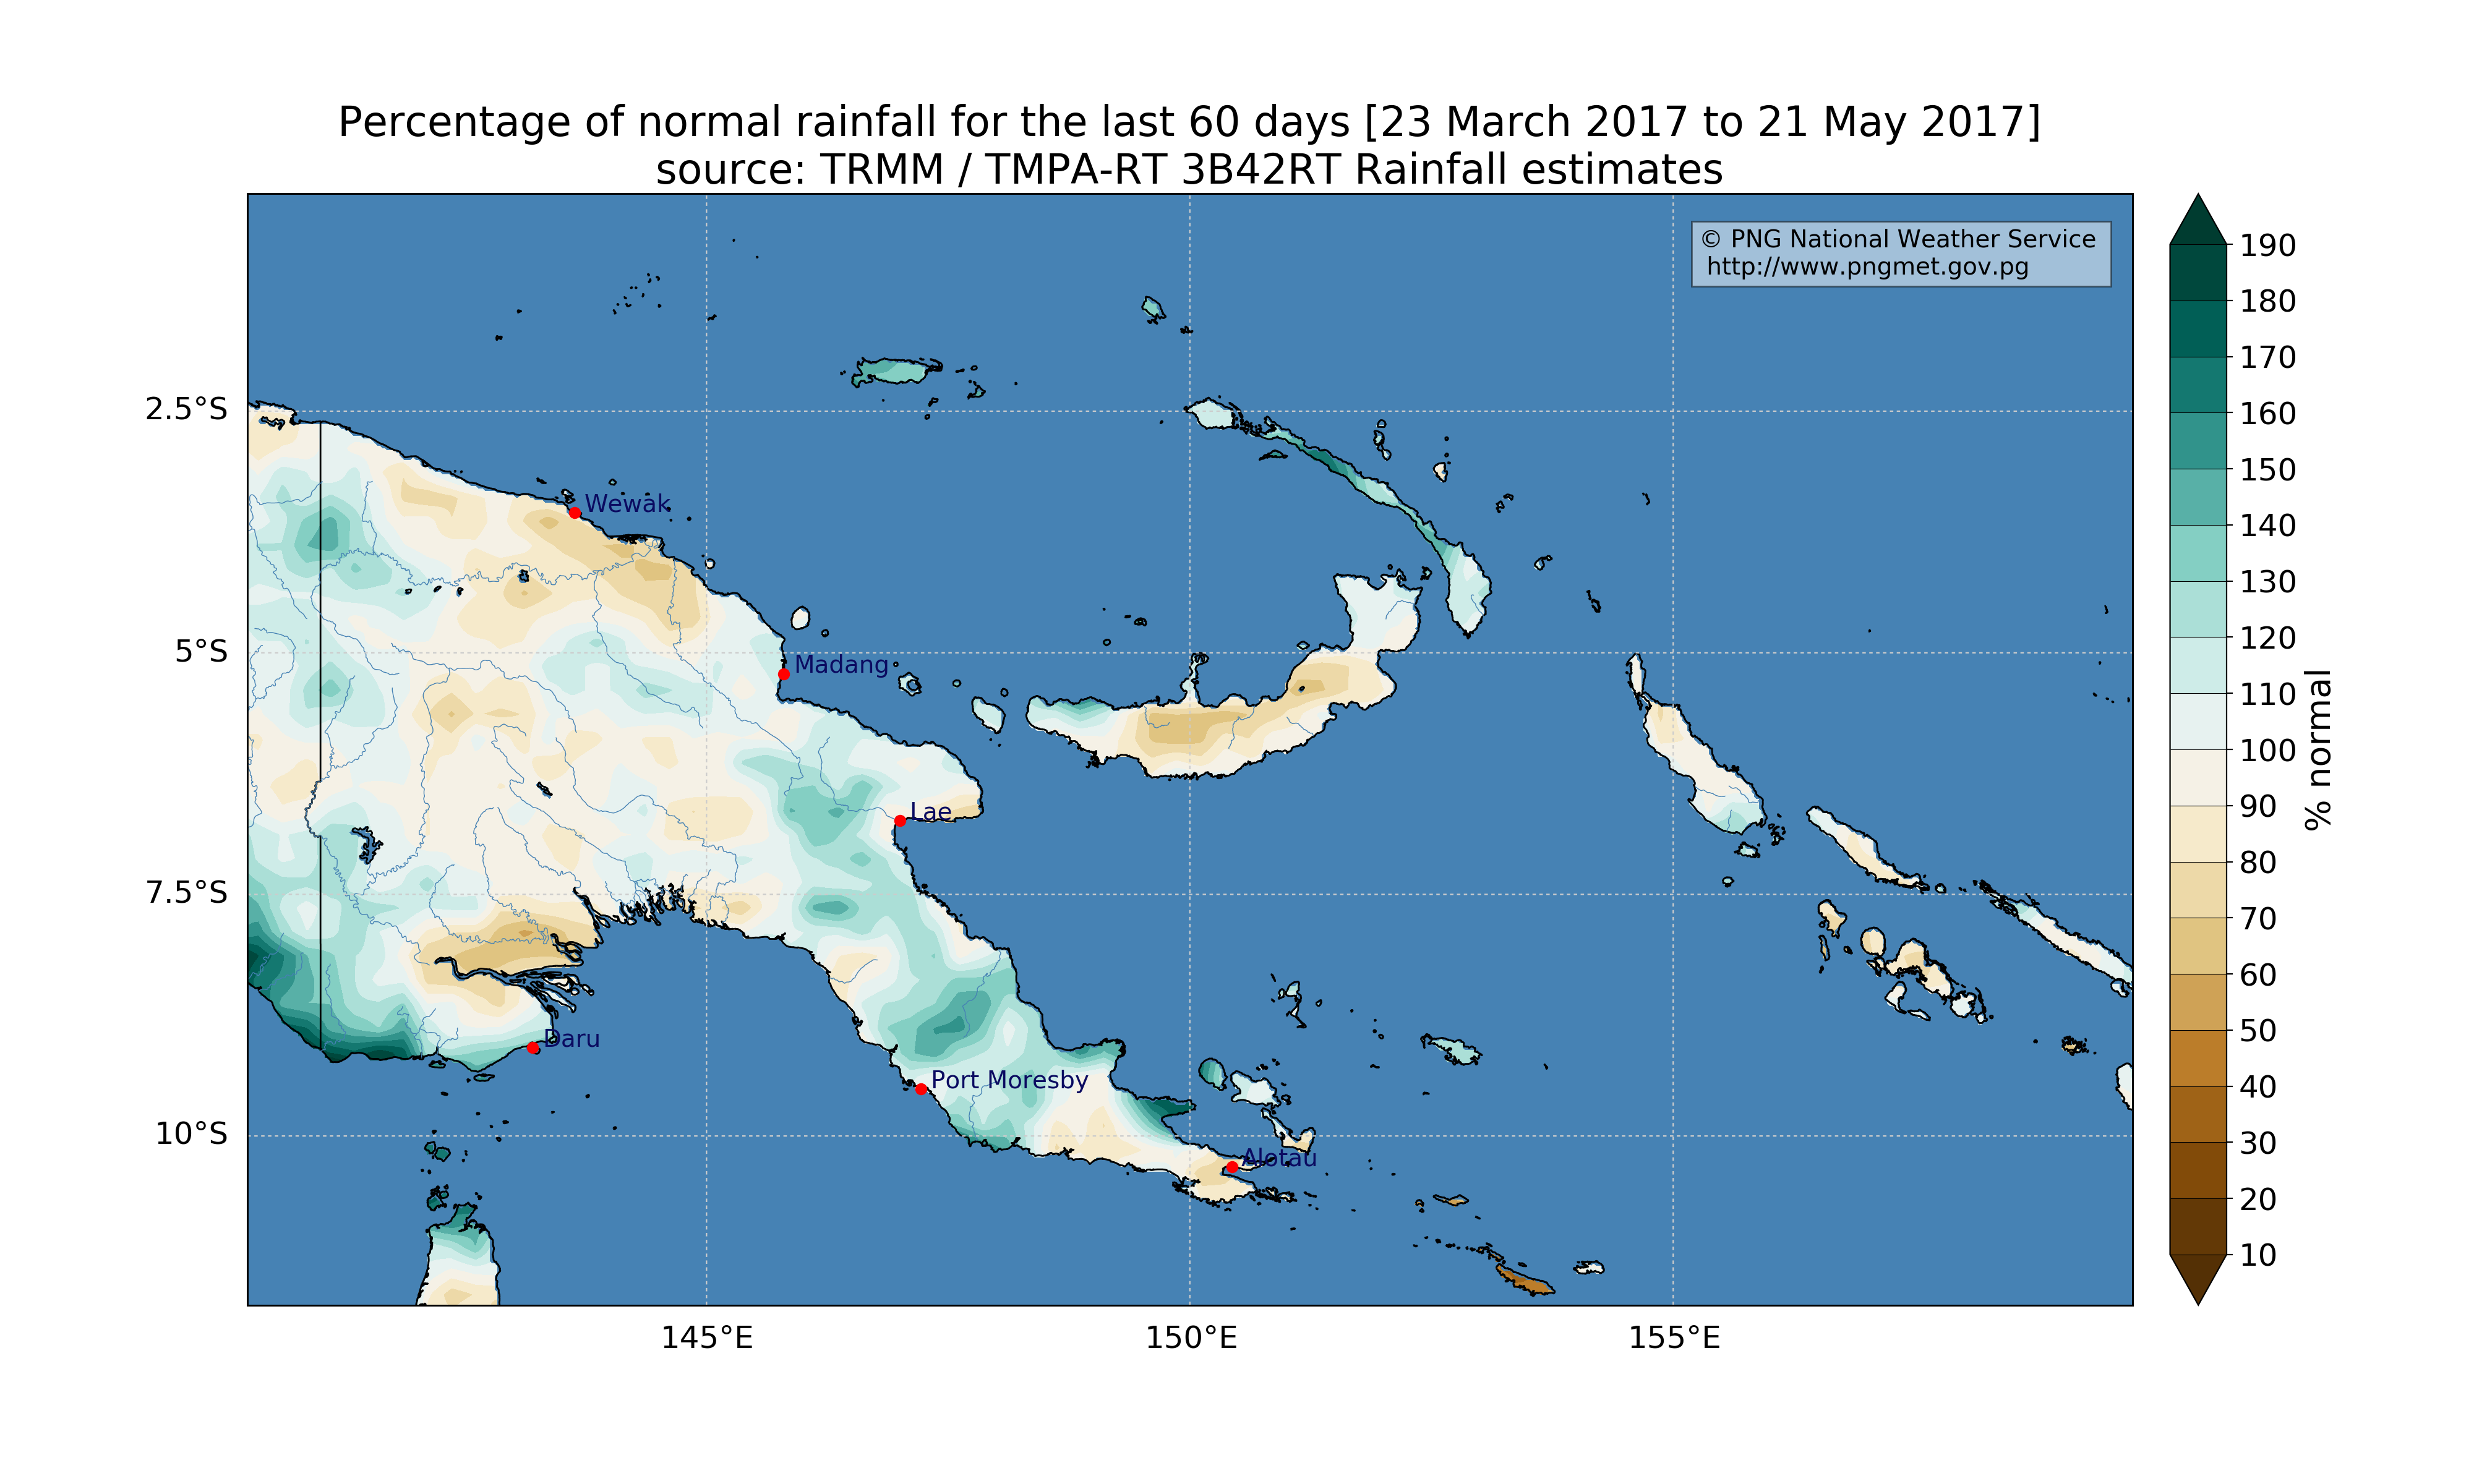 Percentage of normal rainfall for the last 60 days [23 March 2017 to 21 May 2017]
source: TRMM / TMPA-RT 3B42RT Rainfall estimates
© PNG National Weather Service
http://www.pngmet.gov.pg
2.5°S
5°S
7.5°S
10°S
Wewak
Madang
Lae
Daru
Port Moresby
Alotau
145°E
150°E
155°E
190
180
170
160
150
140
130
120
110
100
90
80
70
60
50
40
30
20
10
% normal